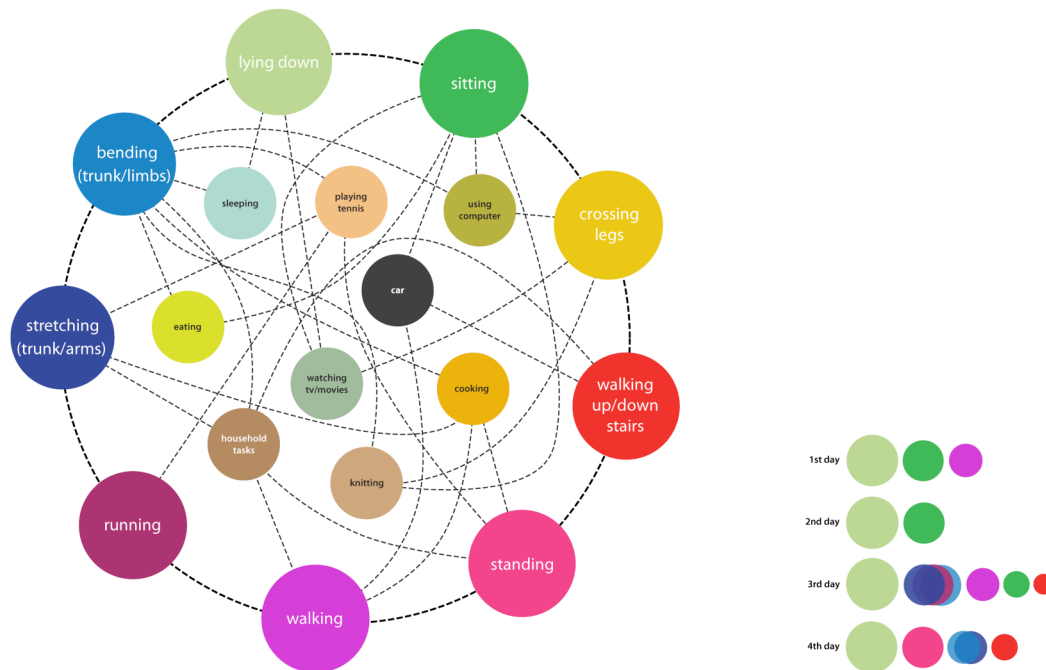 lying down
sitting
bending
(trunk/limbs)
sleeping
playing
tennis
using
computer
crossing
legs
car
stretching
(trunk/arms)
eating
watching
tv/movies
cooking
walking
up/down
stairs
household
tasks
knitting
running
standing
walking
1st day
2nd day
3rd day
4th day